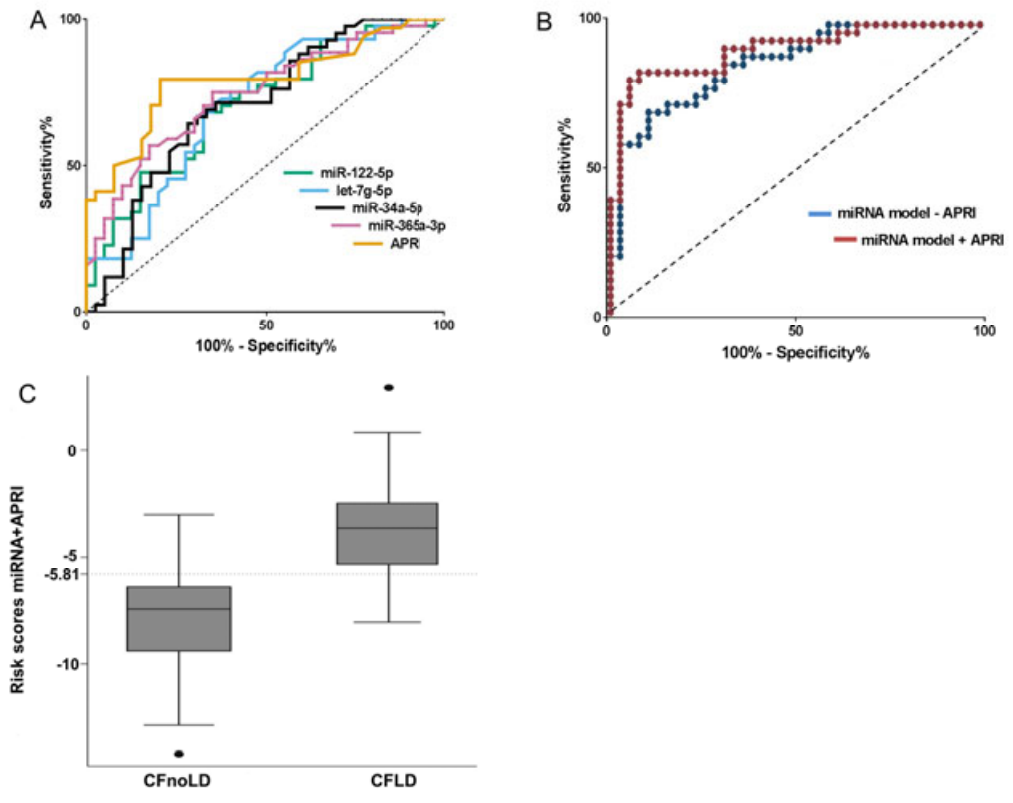 A
100
50
0
Sensitivity%
0
50
100
100% - Specificity%
miR-122-5p
let-7g-5p
miR-34a-5p
miR-365a-3p
APRI
B
100
50
0
Sensitivity%
0
50
100
100% - Specificity%
miRNA model - APRI
miRNA model + APRI
C
Risk scores miRNA+APRI
0
-5
-5.81
-10
CFnoLD
CFLD